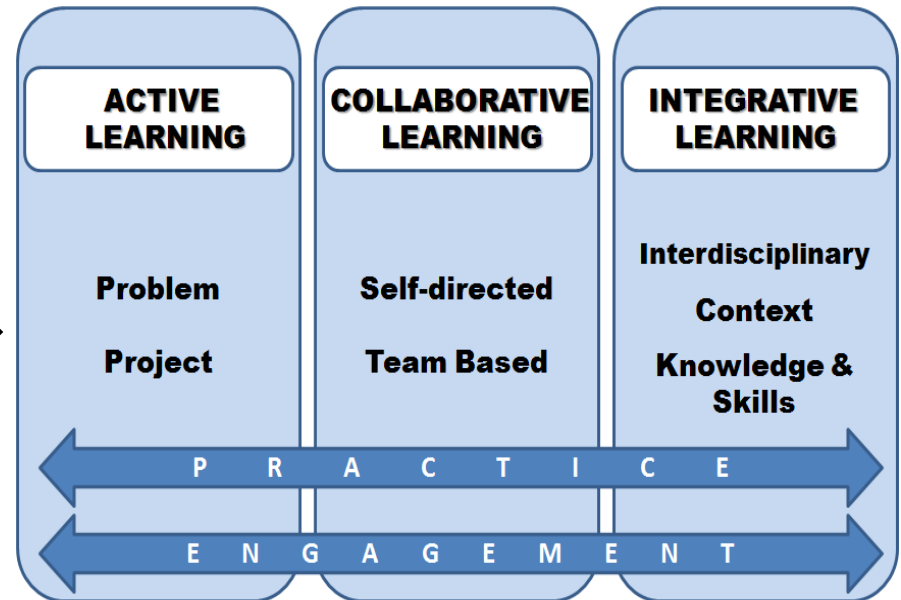 ACTIVE
LEARNING
COLLABORATIVE
LEARNING
INTEGRATIVE
LEARNING
Problem
Project
Self-directed
Team Based
Interdisciplinary
Context
Knowledge &
Skills
P R A C T I C E
E N G A G E M E N T